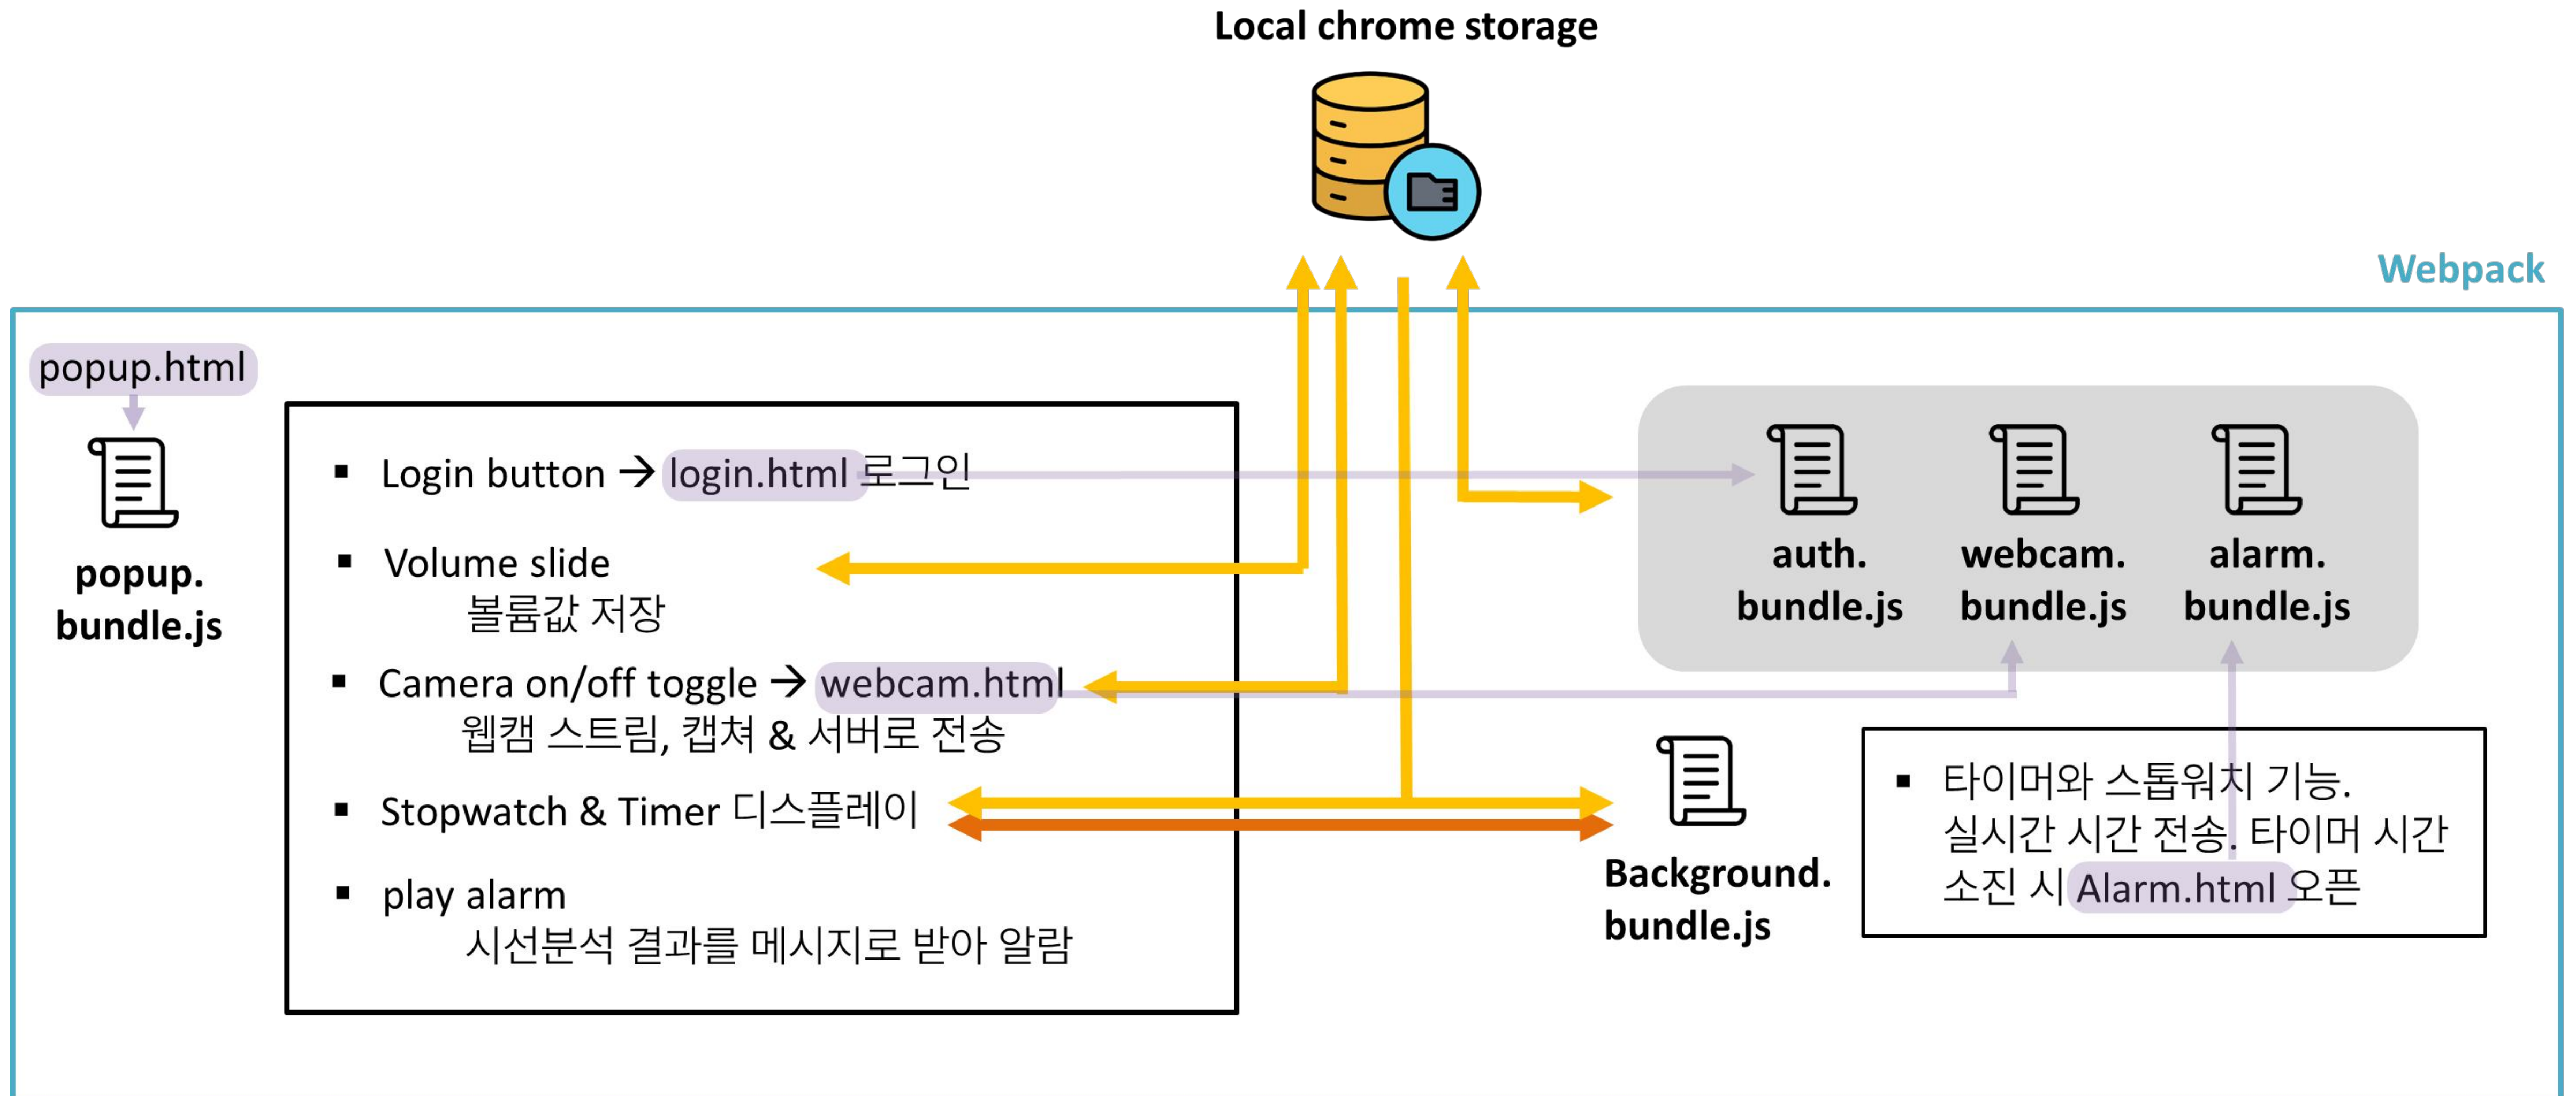 Local chrome storage
Webpack
popup.html
popup.
bundle.js
▪ Login button → login.html 로그인
▪ Volume slide
볼륨값 저장
▪ Camera on/off toggle → webcam.html
웹캠 스트림, 캡쳐 & 서버로 전송
▪ Stopwatch & Timer 디스플레이
▪ play alarm
시선분석 결과를 메시지로 받아 알람
auth.
bundle.js
webcam.
bundle.js
alarm.
bundle.js
Background.
bundle.js
▪ 타이머와 스톱워치 기능.
실시간 시간 전송. 타이머 시간
소진 시 Alarm.html 오픈